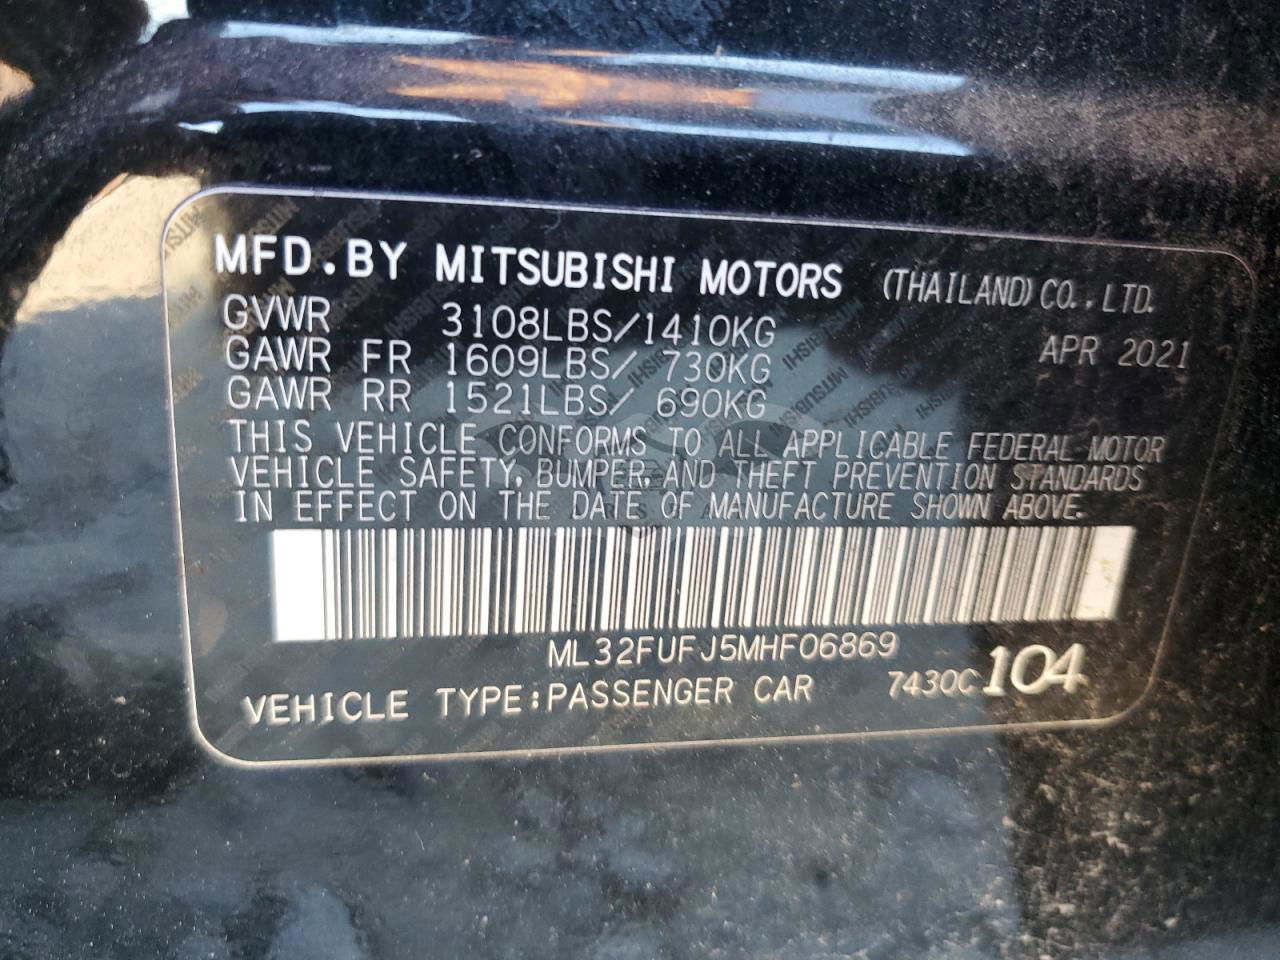 MFD.BY MITSUBISHI MOTORS (THAILAND) CO.,LTD.
GVWR 3108LBS/1410KG
APR 2021
GAWR FR 1609LBS/ 730KG
GAWR RR 1521LBS/ 690KG
THIS VEHICLE CONFORMS TO ALL APPLICABLE FEDERAL MOTOR
VEHICLE SAFETY, BUMPER, AND THEFT PREVENTION STANDARDS
IN EFFECT ON THE DATE OF MANUFACTURE SHOWN ABOVE.
ML32FUFJ5MHF06869
VEHICLE TYPE:PASSENGER CAR 7430C 104